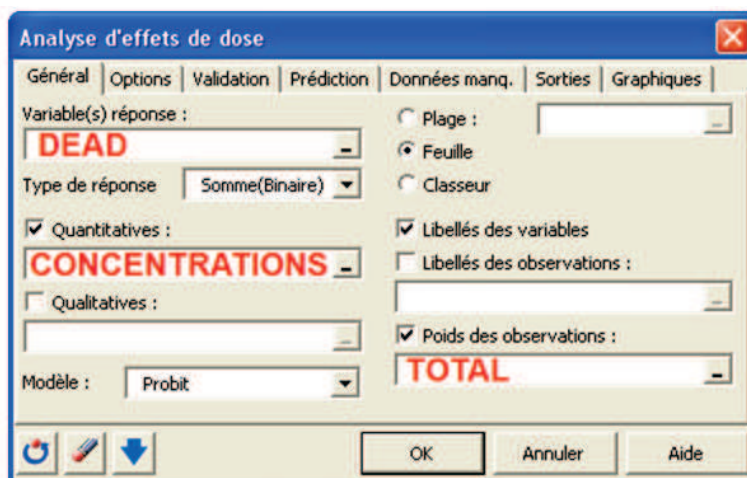 Analyse d'effets de dose
Général Options Validation Prédiction Données manq. Sorties Graphiques
Variable(s) réponse :
DEAD
Type de réponse Somme(Binaire)
Quantitatives :
CONCENTRATIONS
Qualitatives :
Modèle : Probit
Plage :
Feuille
Classeur
Libellés des variables
Libellés des observations :
Poids des observations :
TOTAL
OK Annuler Aide